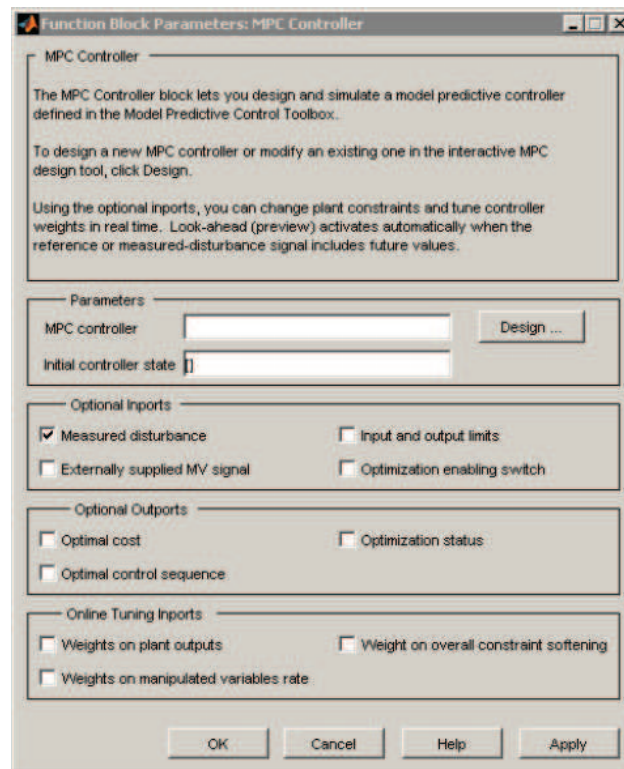 Function Block Parameters: MPC Controller
MPC Controller
The MPC Controller block lets you design and simulate a model predictive controller
defined in the Model Predictive Control Toolbox.
To design a new MPC controller or modify an existing one in the interactive MPC
design tool, click Design.
Using the optional inports, you can change plant constraints and tune controller
weights in real time. Look-ahead (preview) activates automatically when the
reference or measured-disturbance signal includes future values.
Parameters
MPC controller
Design ...
Initial controller state []
Optional Inports
Measured disturbance
Input and output limits
Externally supplied MV signal
Optimization enabling switch
Optional Outports
Optimal cost
Optimization status
Optimal control sequence
Online Tuning Inports
Weights on plant outputs
Weight on overall constraint softening
Weights on manipulated variables rate
OK
Cancel
Help
Apply